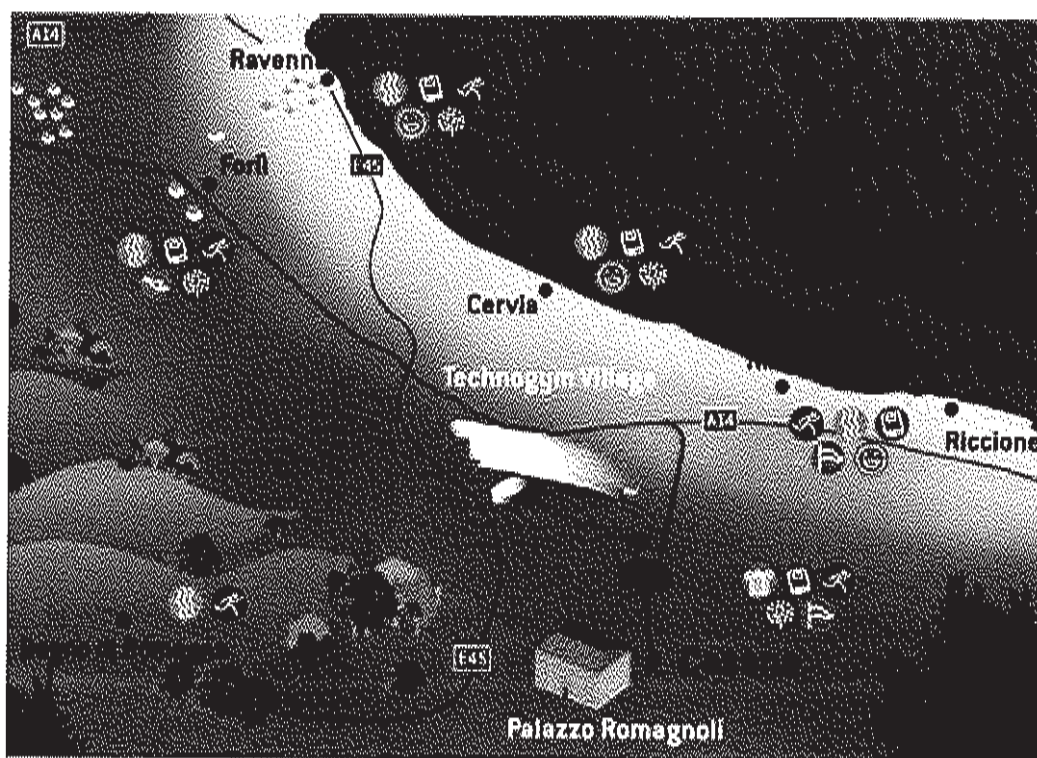 A14
Ravenn
E45
Forlì
Cervia
Technogym Village
A14
Riccione
E45
Palazzo Romagnoli